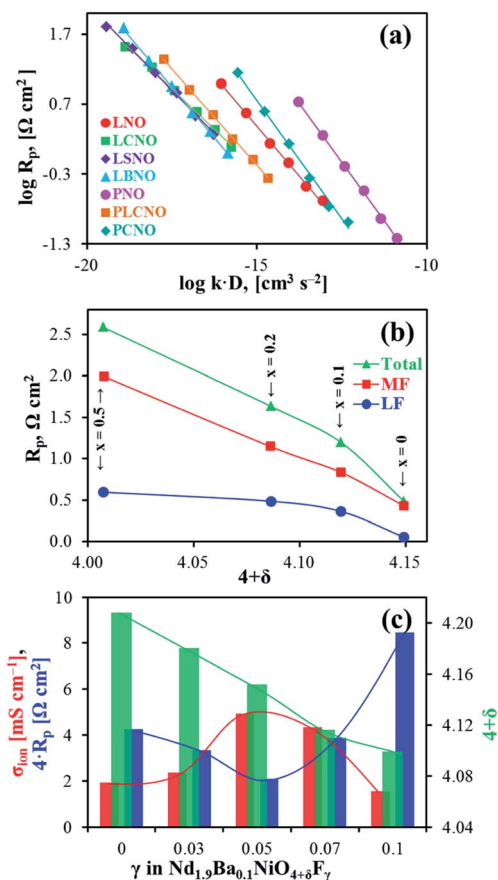 (a)
1.7
0.7
-0.3
-1.3
log Rp, [Ω cm²]
LNO
LCNO
LSNO
LBNO
PNO
PLCNO
PCNO
-20
-15
-10
log k·D, [cm³ s⁻²]
(b)
2.5
2.0
1.5
1.0
0.5
0.0
Rp, Ω cm²
← x = 0.5 →
← x = 0.2
← x = 0.1
← x = 0
Total
MF
LF
4.00
4.05
4.10
4.15
4+δ
(c)
10
8
6
4
2
0
σion [mS cm⁻¹],
4·Rp [Ω cm²]
4.20
4.16
4.12
4.08
4.04
4+δ
0
0.03
0.05
0.07
0.1
γ in Nd1.9Ba0.1NiO4+δFγ